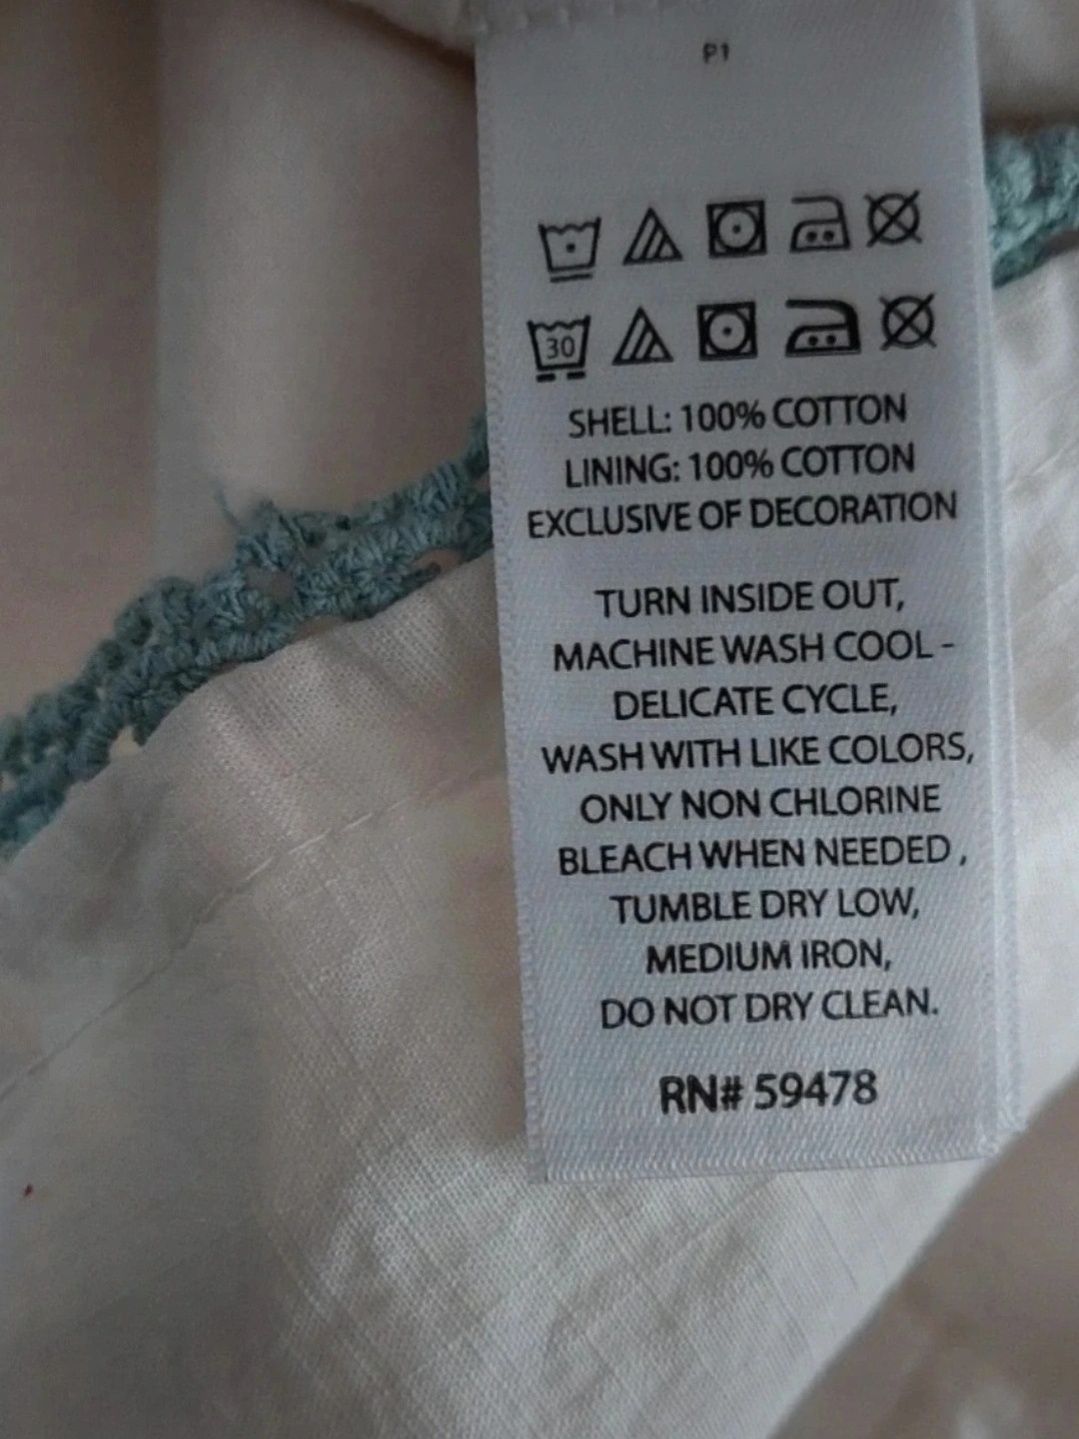 P1
30
SHELL: 100% COTTON
LINING: 100% COTTON
EXCLUSIVE OF DECORATION
TURN INSIDE OUT,
MACHINE WASH COOL -
DELICATE CYCLE,
WASH WITH LIKE COLORS,
ONLY NON CHLORINE
BLEACH WHEN NEEDED ,
TUMBLE DRY LOW,
MEDIUM IRON,
DO NOT DRY CLEAN.
RN# 59478